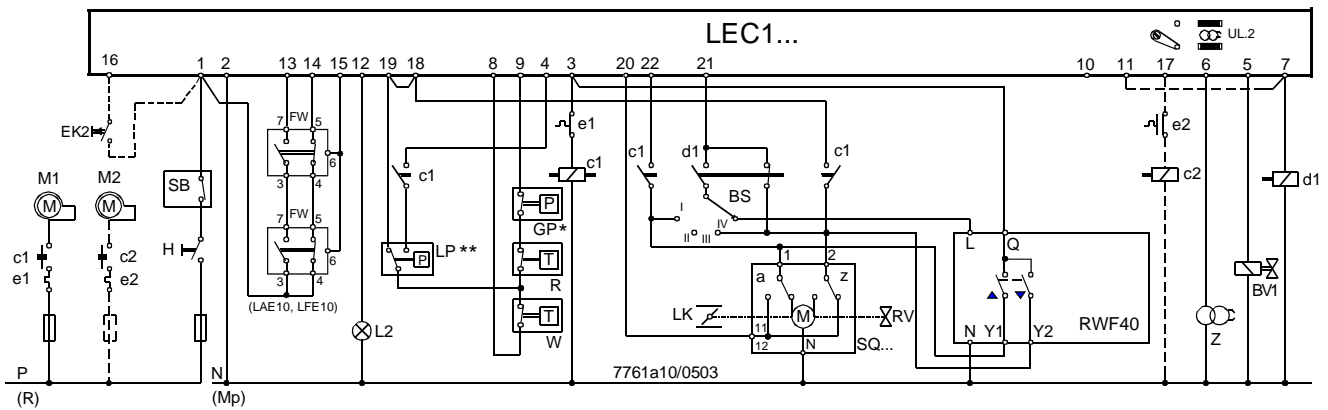 LEC1...
UL.2
16 1 2 13 14 15 12 19 18 8 9 4 3 20 22 21 10 11 17 6 5 7
EK2
7 FW 5
6
3 4
e1
c1
e2
c1
c1
d1
c1
c2
d1
M1 M2
M M
SB
BS
I
II III IV
P
GP*
7 FW 5
6
3 4
H
LP **
P
T
R
L Q
c1 c2
e1 e2
a 1 2 z
(LAE10, LFE10)
L2
T
W
LK
M
RV
11
12
N
SQ...
N Y1 Y2
RWF40
BV1
Z
P
(R)
N
(Mp)
7761a10/0503